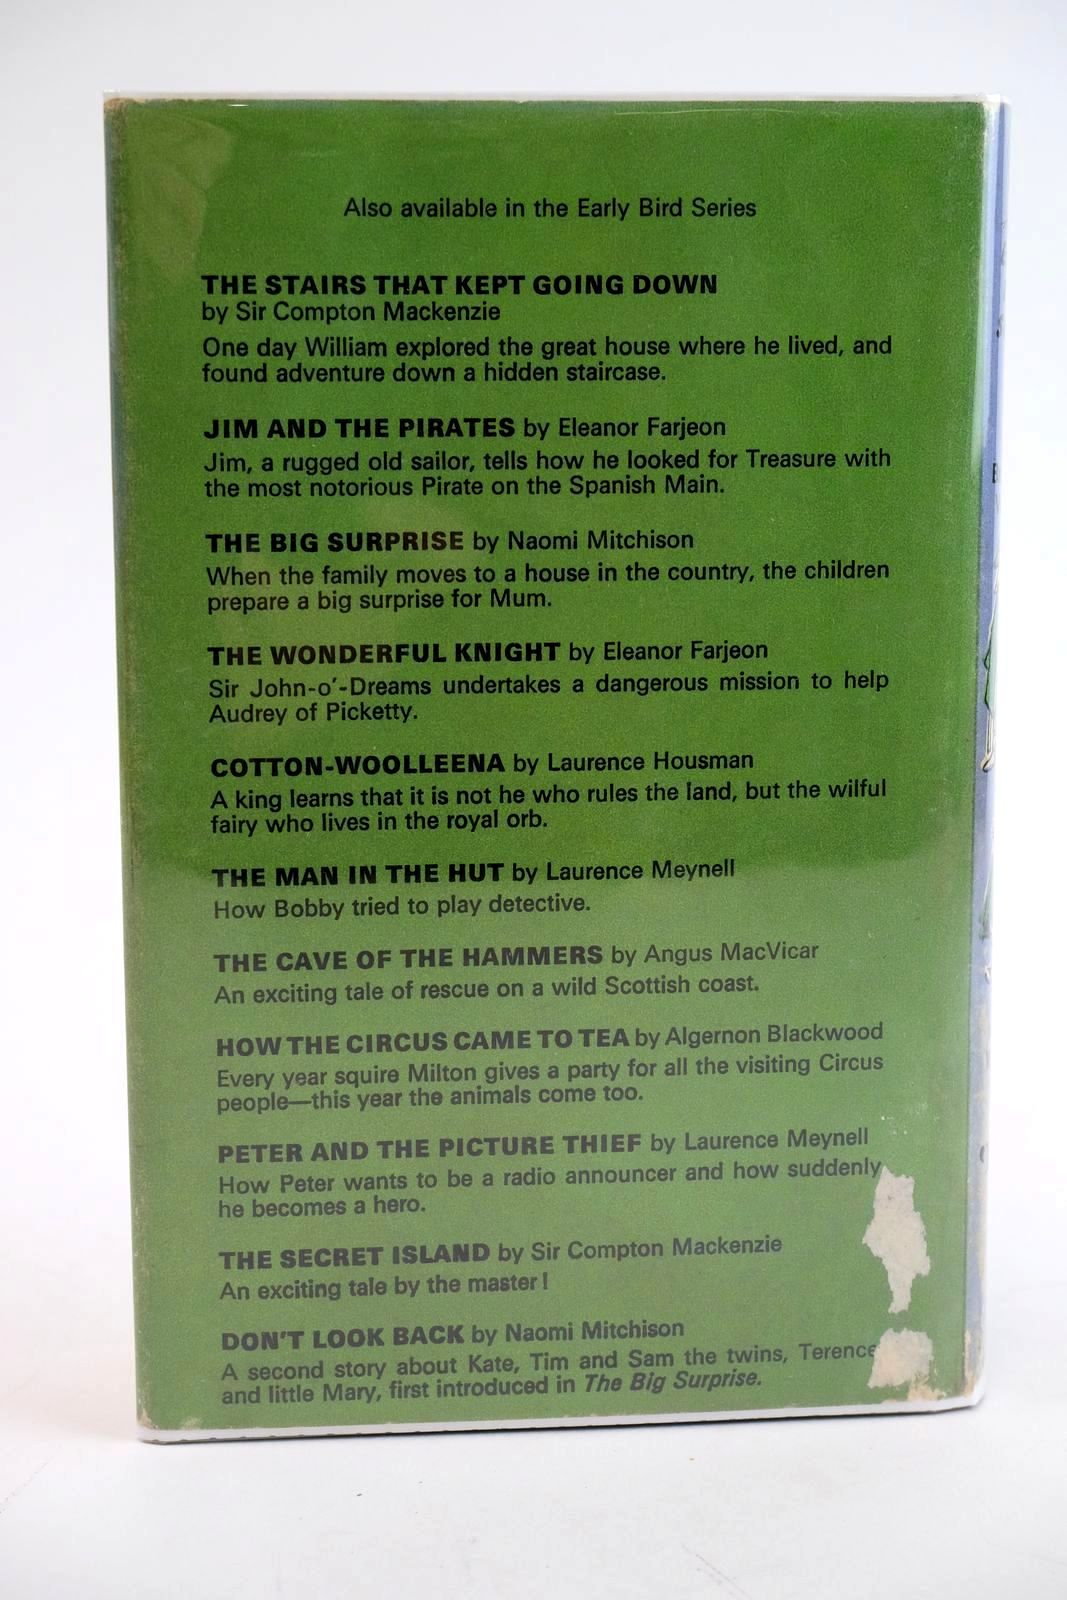 Also available in the Early Bird Series
THE STAIRS THAT KEPT GOING DOWN
by Sir Compton Mackenzie
One day William explored the great house where he lived, and
found adventure down a hidden staircase.
JIM AND THE PIRATES by Eleanor Farjeon
Jim, a rugged old sailor, tells how he looked for Treasure with
the most notorious Pirate on the Spanish Main.
THE BIG SURPRISE by Naomi Mitchison
When the family moves to a house in the country, the children
prepare a big surprise for Mum.
THE WONDERFUL KNIGHT by Eleanor Farjeon
Sir John-o'-Dreams undertakes a dangerous mission to help
Audrey of Picketty.
COTTON-WOOLLEENA by Laurence Housman
A king learns that it is not he who rules the land, but the wilful
fairy who lives in the royal orb.
THE MAN IN THE HUT by Laurence Meynell
How Bobby tried to play detective.
THE CAVE OF THE HAMMERS by Angus MacVicar
An exciting tale of rescue on a wild Scottish coast.
HOW THE CIRCUS CAME TO TEA by Algernon Blackwood
Every year squire Milton gives a party for all the visiting Circus
people—this year the animals come too.
PETER AND THE PICTURE THIEF by Laurence Meynell
How Peter wants to be a radio announcer and how suddenly
he becomes a hero.
THE SECRET ISLAND by Sir Compton Mackenzie
An exciting tale by the master!
DON'T LOOK BACK by Naomi Mitchison
A second story about Kate, Tim and Sam the twins, Terence
and little Mary, first introduced in The Big Surprise.